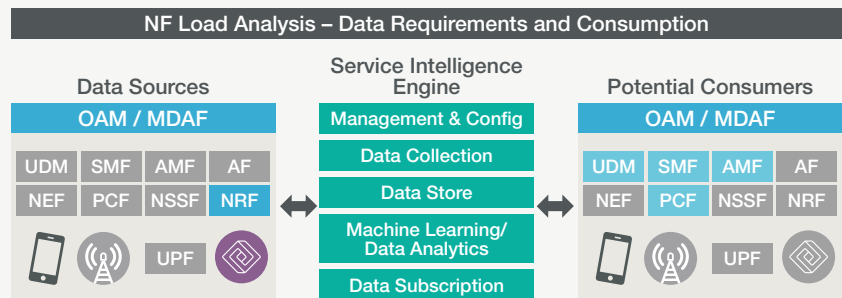 NF Load Analysis – Data Requirements and Consumption
Data Sources
OAM / MDAF
UDM SMF AMF AF
NEF PCF NSSF NRF
UPF
Service Intelligence
Engine
Management & Config
Data Collection
Data Store
Machine Learning/
Data Analytics
Data Subscription
Potential Consumers
OAM / MDAF
UDM SMF AMF AF
NEF PCF NSSF NRF
UPF